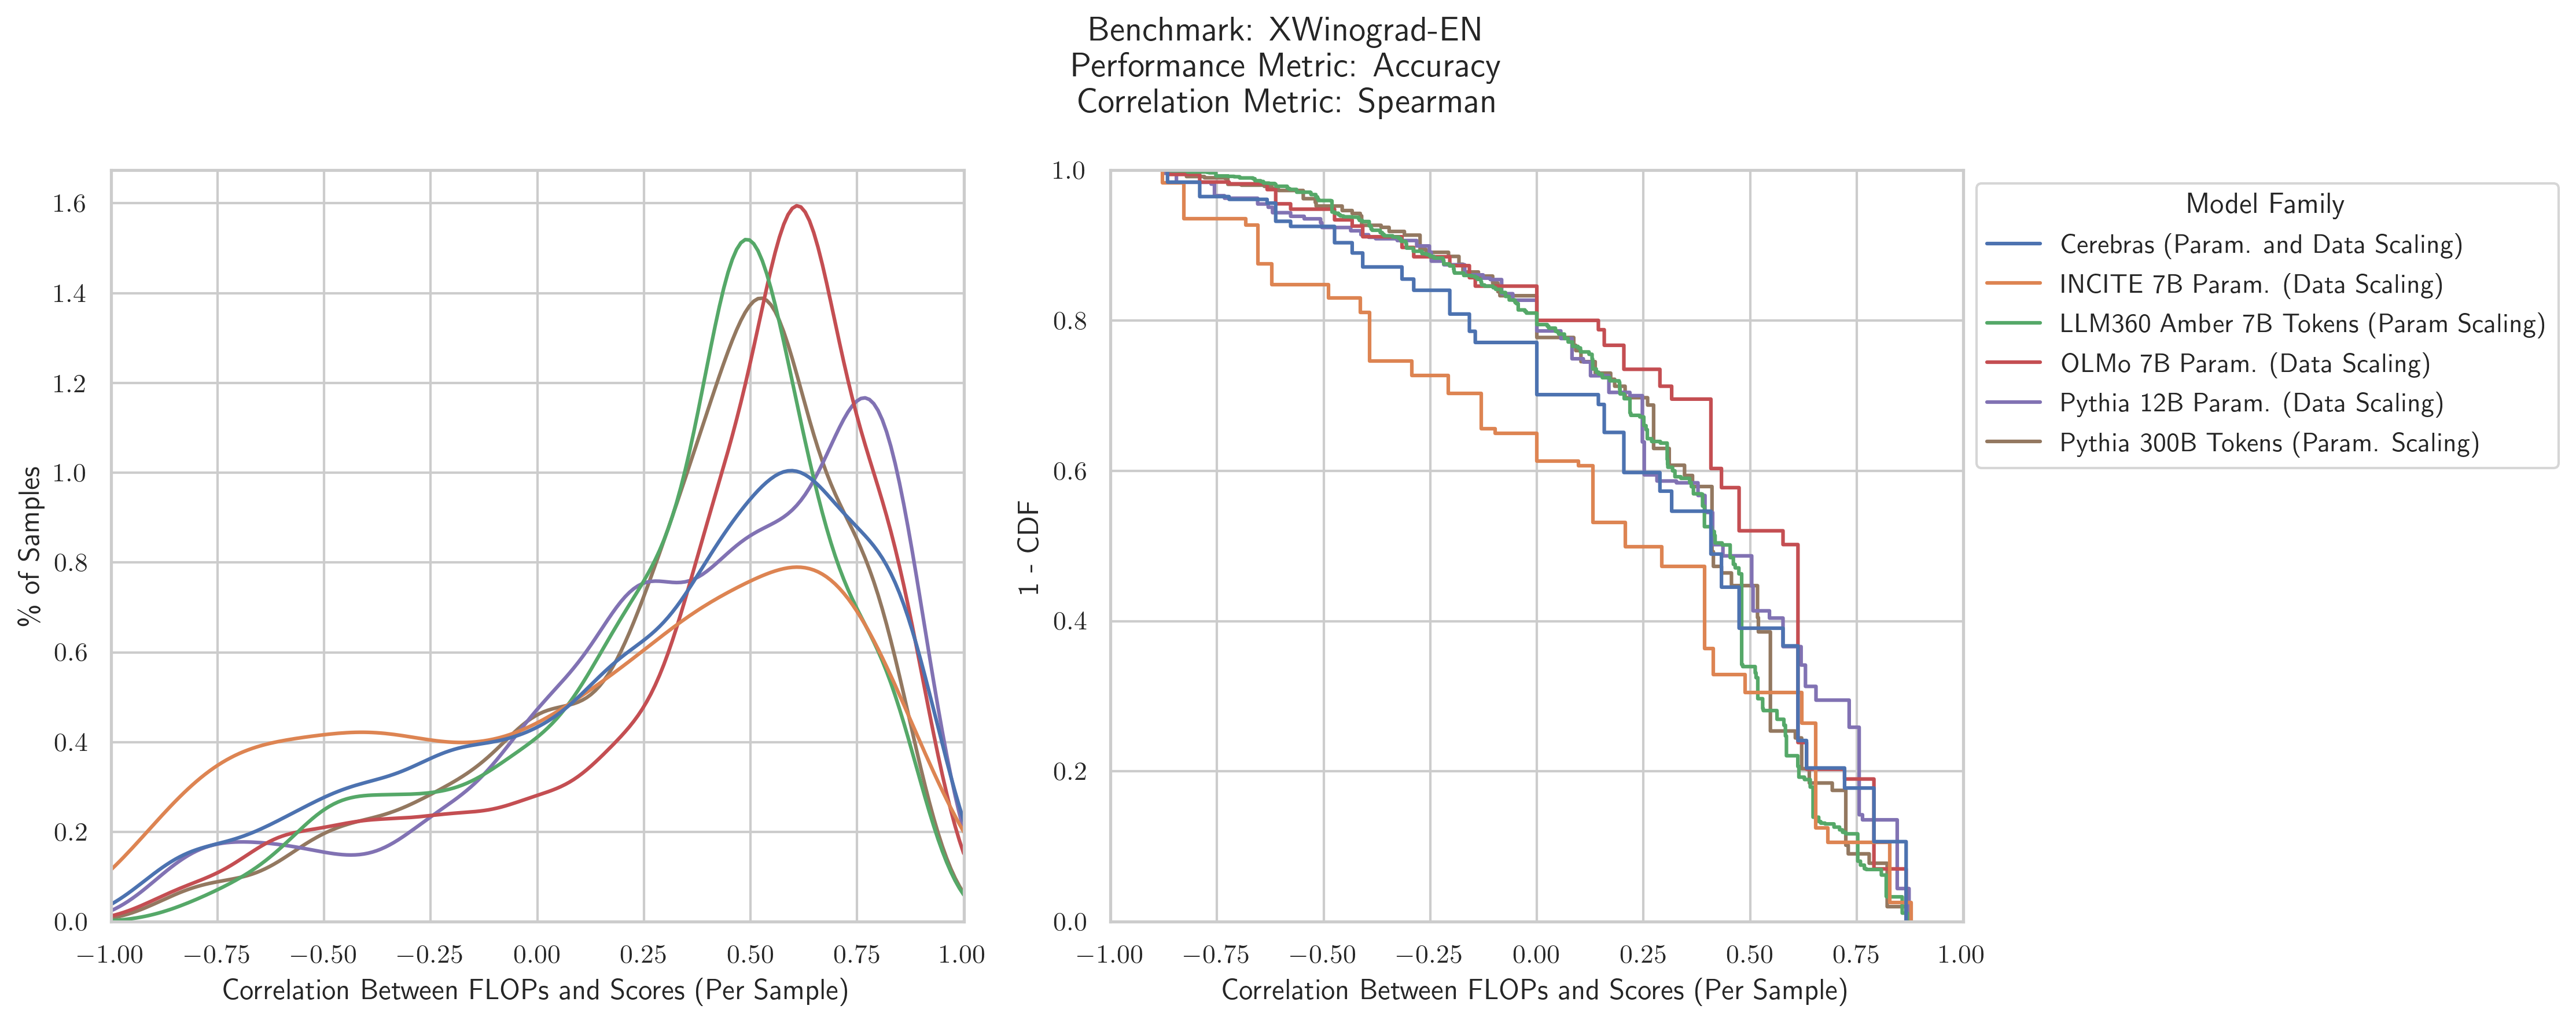 Benchmark: XWinograd-EN
Performance Metric: Accuracy
Correlation Metric: Spearman
% of Samples
1.6
1.4
1.2
1.0
0.8
0.6
0.4
0.2
0.0
−1.00 −0.75 −0.50 −0.25 0.00 0.25 0.50 0.75 1.00
Correlation Between FLOPs and Scores (Per Sample)
1 - CDF
1.0
0.8
0.6
0.4
0.2
0.0
−1.00 −0.75 −0.50 −0.25 0.00 0.25 0.50 0.75 1.00
Correlation Between FLOPs and Scores (Per Sample)
Model Family
Cerebras (Param. and Data Scaling)
INCITE 7B Param. (Data Scaling)
LLM360 Amber 7B Tokens (Param Scaling)
OLMo 7B Param. (Data Scaling)
Pythia 12B Param. (Data Scaling)
Pythia 300B Tokens (Param. Scaling)